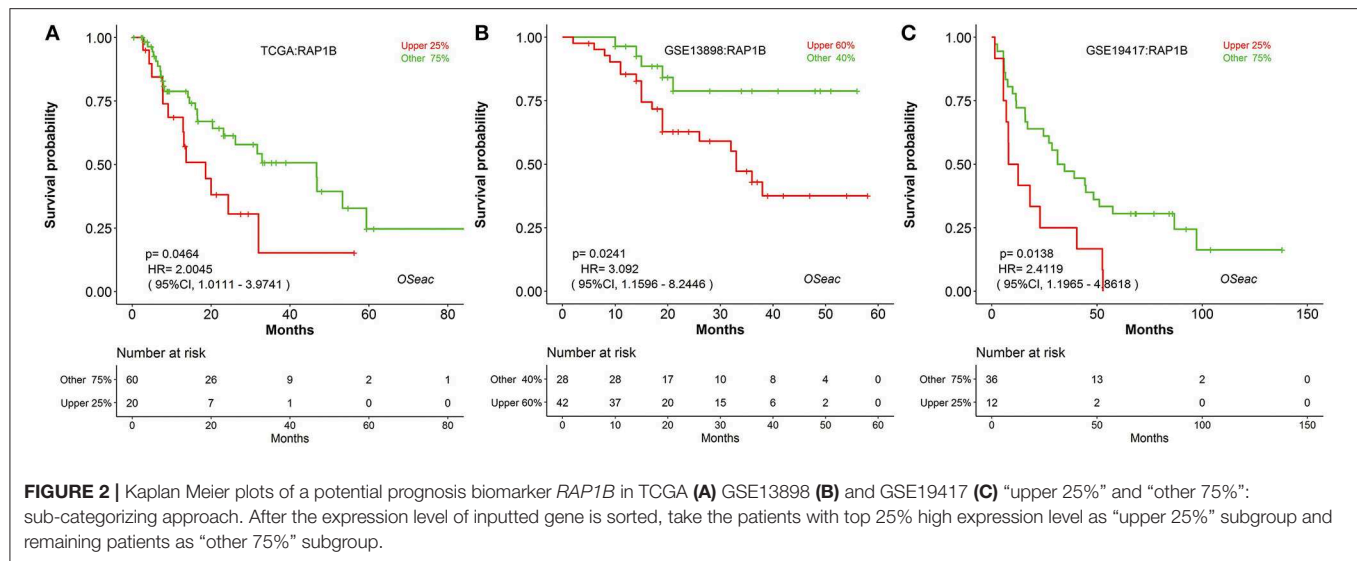 A
TCGA:RAP1B
Upper 25%
Other 75%
Survival probability
1.00
0.75
0.50
0.25
0.00
p= 0.0464
HR= 2.0045
( 95%CI, 1.0111 - 3.9741 )
OSeac
0 20 40 60 80
Months
Number at risk
Other 75% 60 26 9 2 1
Upper 25% 20 7 1 0 0
0 20 40 60 80
Months
B
GSE13898:RAP1B
Upper 60%
Other 40%
Survival probability
1.00
0.75
0.50
0.25
0.00
p= 0.0241
HR= 3.092
( 95%CI, 1.1596 - 8.2446 )
OSeac
0 10 20 30 40 50 60
Months
Number at risk
Other 40% 28 28 17 10 8 4 0
Upper 60% 42 37 20 15 6 2 0
0 10 20 30 40 50 60
Months
C
GSE19417:RAP1B
Upper 25%
Other 75%
Survival probability
1.00
0.75
0.50
0.25
0.00
p= 0.0138
HR= 2.4119
( 95%CI, 1.1965 - 4.8618 )
OSeac
0 50 100 150
Months
Number at risk
Other 75% 36 13 2 0
Upper 25% 12 2 0 0
0 50 100 150
Months
FIGURE 2 | Kaplan Meier plots of a potential prognosis biomarker RAP1B in TCGA (A) GSE13898 (B) and GSE19417 (C) “upper 25%” and “other 75%”:
sub-categorizing approach. After the expression level of inputted gene is sorted, take the patients with top 25% high expression level as “upper 25%” subgroup and
remaining patients as “other 75%” subgroup.